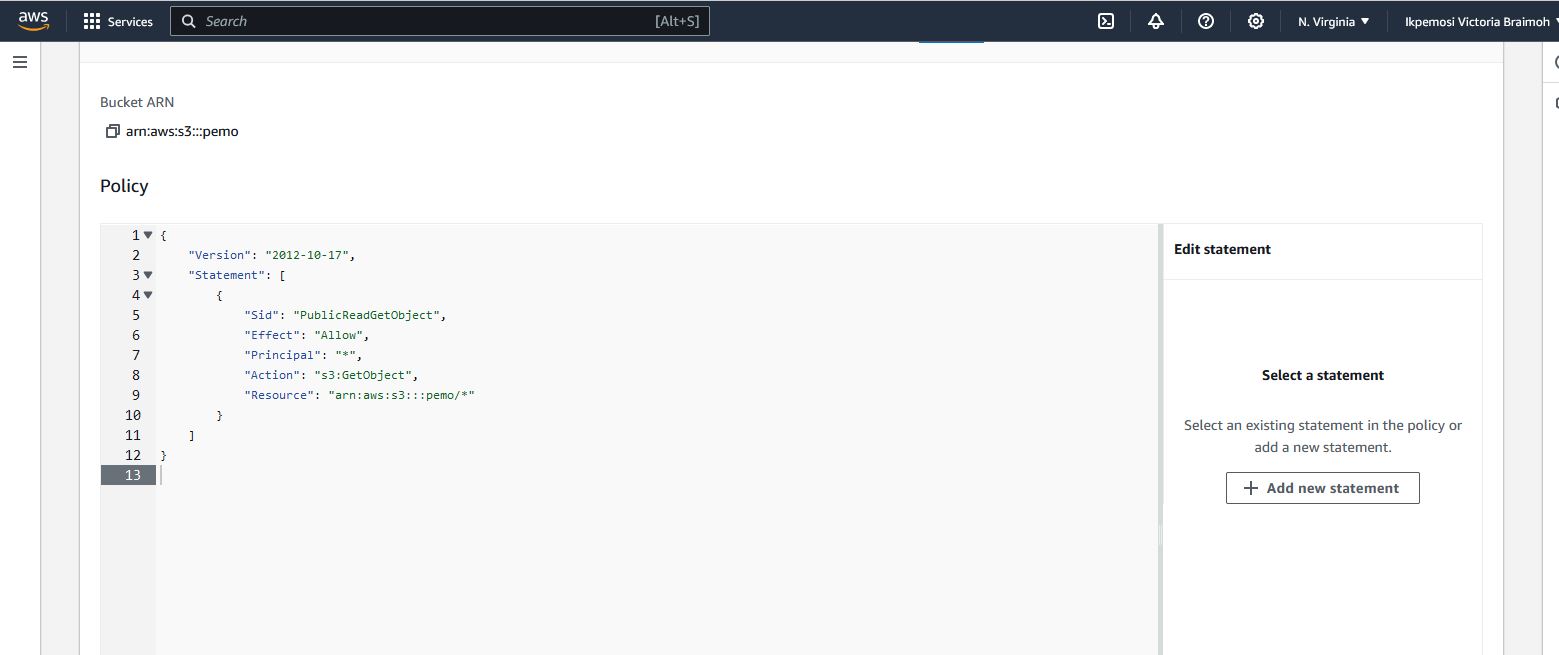 aws
Services
Search
[Alt+S]
N. Virginia
Ikpemosi Victoria Braimoh
Bucket ARN
arn:aws:s3:::pemo
Policy
1 {
2 "Version": "2012-10-17",
3 "Statement": [
4 {
5 "Sid": "PublicReadGetObject",
6 "Effect": "Allow",
7 "Principal": "*",
8 "Action": "s3:GetObject",
9 "Resource": "arn:aws:s3:::pemo/*"
10 }
11 ]
12 }
13
Edit statement
Select a statement
Select an existing statement in the policy or
add a new statement.
+ Add new statement